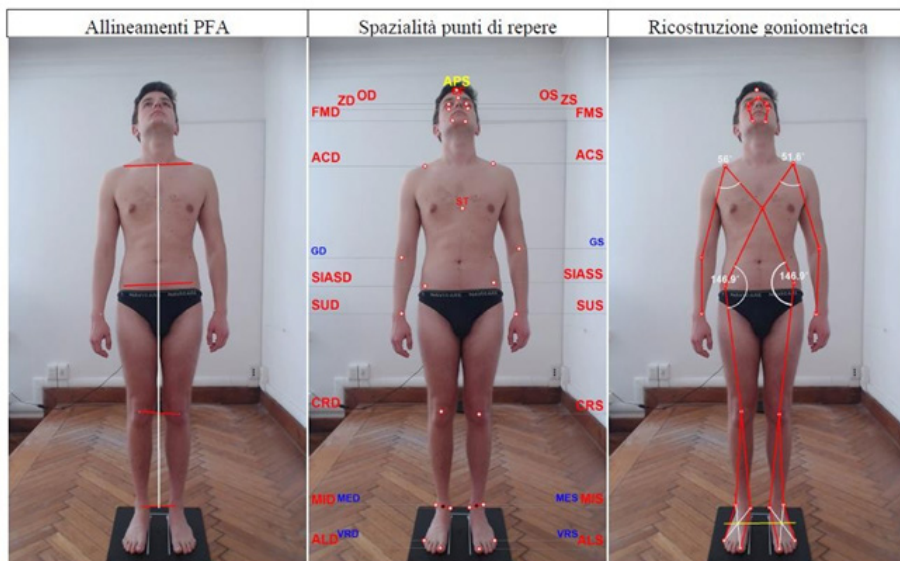 Allineamenti PFA
Spazialità punti di repere
Ricostruzione goniometrica
APS
ZD OD OS ZS
FMD FMS
ACD ACS
ST
GD GS
SIASD SIASS
SUD SUS
CRD CRS
MID MED MES MIS
ALD VRD VRS ALS
56°
51.6°
146.9°
146.9°